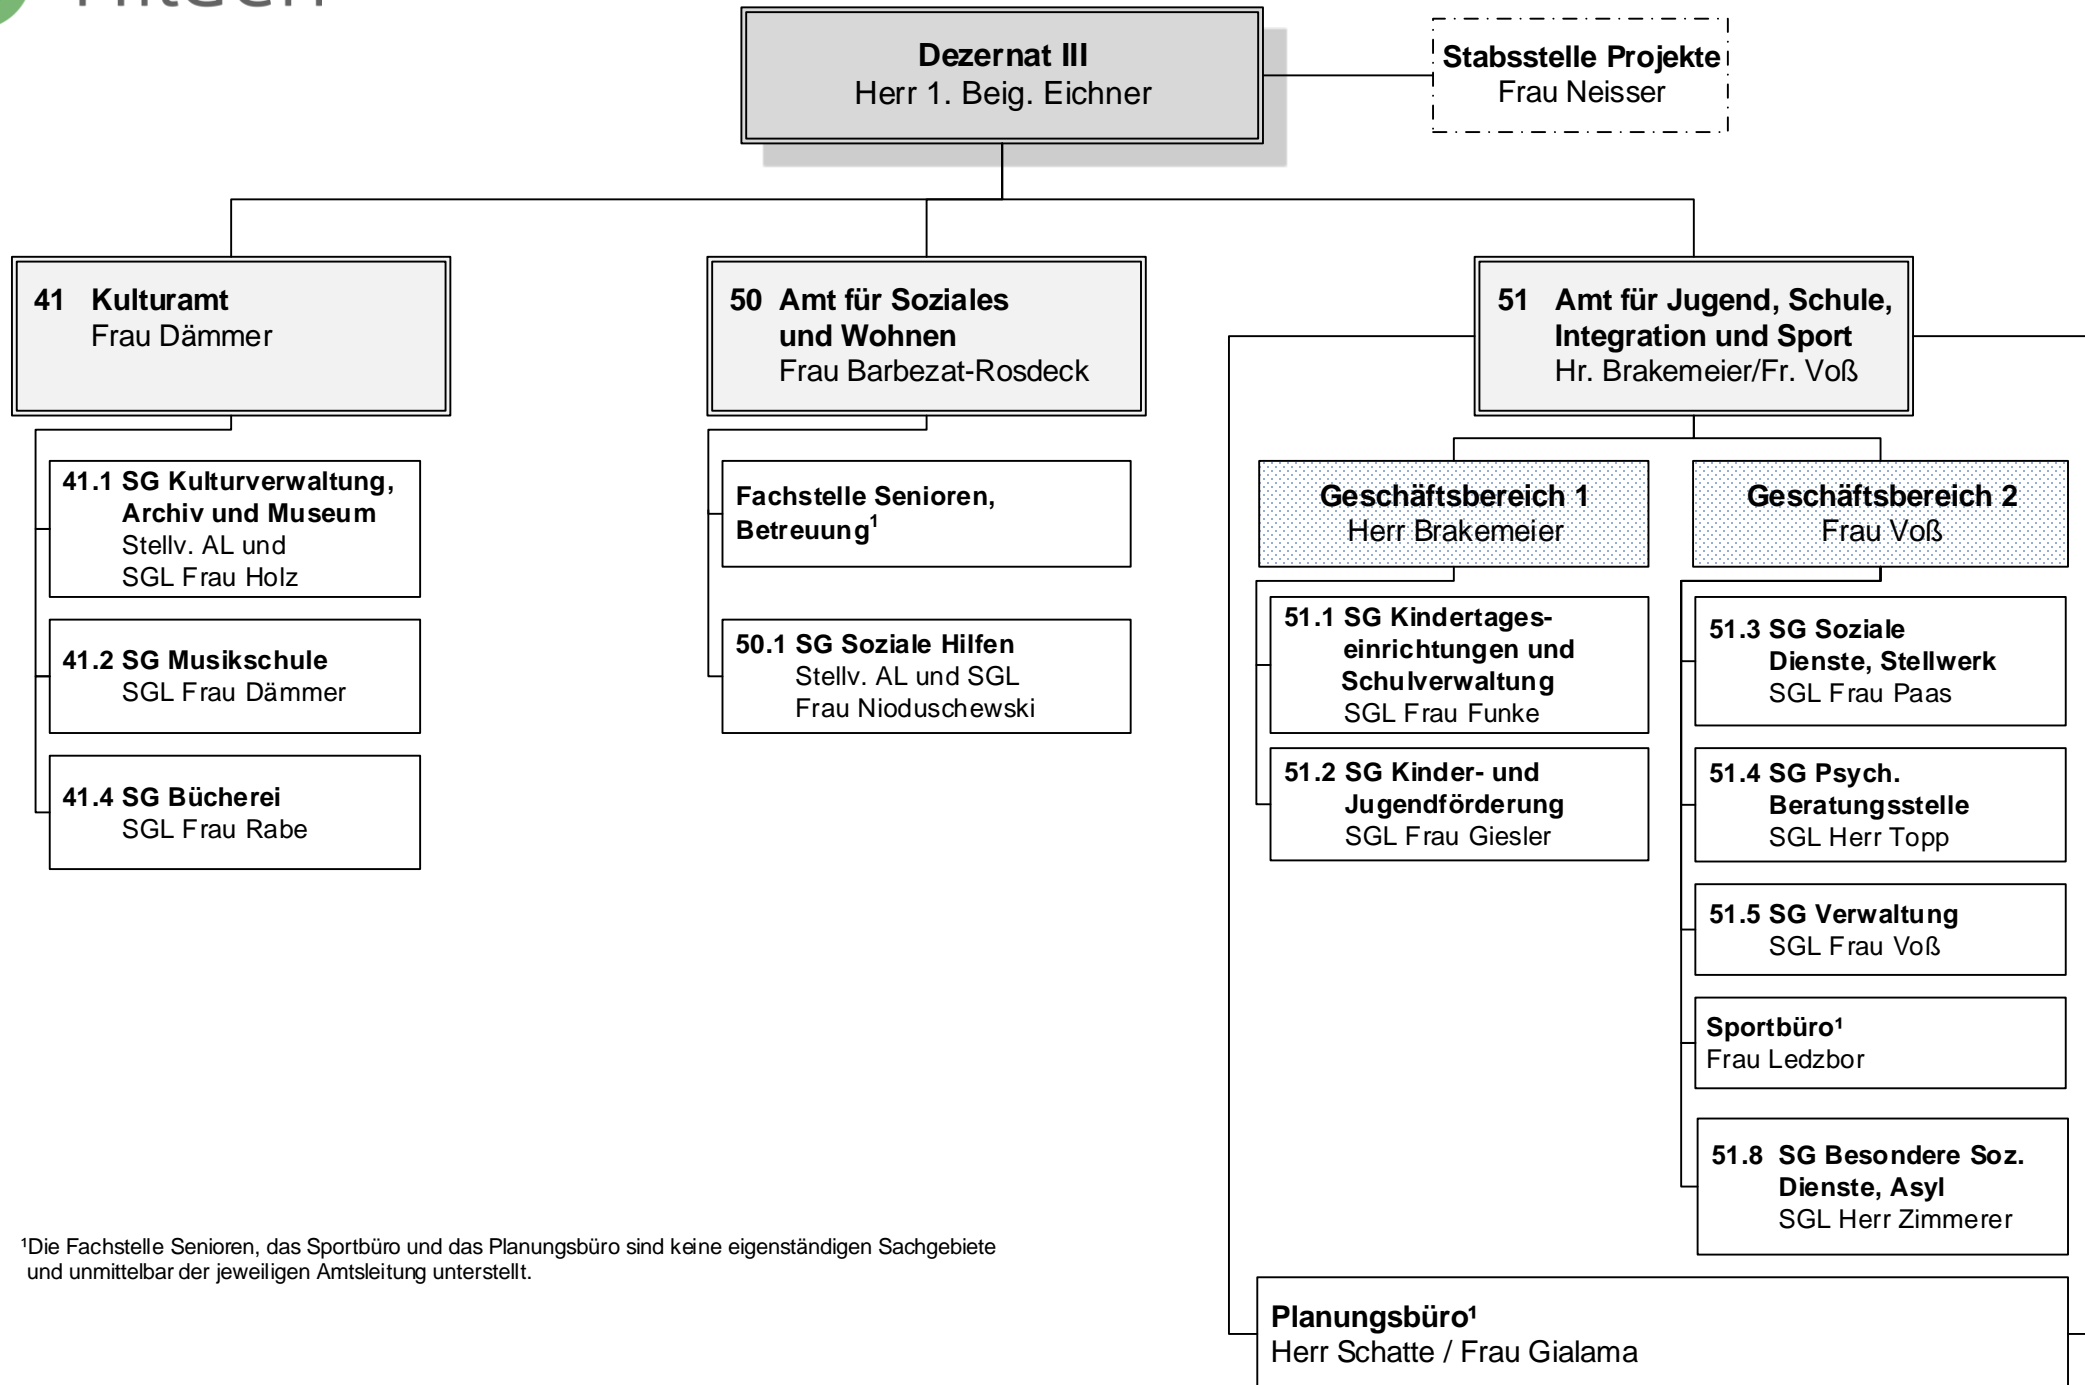 Hilden
Dezernat III
Herr 1. Beig. Eichner
Stabsstelle Projekte
Frau Neisser
41 Kulturamt
Frau Dämmer
50 Amt für Soziales
und Wohnen
Frau Barbezat-Rosdeck
51 Amt für Jugend, Schule,
Integration und Sport
Hr. Brakemeier/Fr. Voß
41.1 SG Kulturverwaltung,
Archiv und Museum
Stellv. AL und
SGL Frau Holz
41.2 SG Musikschule
SGL Frau Dämmer
41.4 SG Bücherei
SGL Frau Rabe
Fachstelle Senioren,
Betreuung¹
50.1 SG Soziale Hilfen
Stellv. AL und SGL
Frau Nioduschewski
Geschäftsbereich 1
Herr Brakemeier
51.1 SG Kindertages-
einrichtungen und
Schulverwaltung
SGL Frau Funke
51.2 SG Kinder- und
Jugendförderung
SGL Frau Giesler
Geschäftsbereich 2
Frau Voß
51.3 SG Soziale
Dienste, Stellwerk
SGL Frau Paas
51.4 SG Psych.
Beratungsstelle
SGL Herr Topp
51.5 SG Verwaltung
SGL Frau Voß
Sportbüro¹
Frau Ledzbor
51.8 SG Besondere Soz.
Dienste, Asyl
SGL Herr Zimmerer
Planungsbüro¹
Herr Schatte / Frau Gialama
¹Die Fachstelle Senioren, das Sportbüro und das Planungsbüro sind keine eigenständigen Sachgebiete
und unmittelbar der jeweiligen Amtsleitung unterstellt.